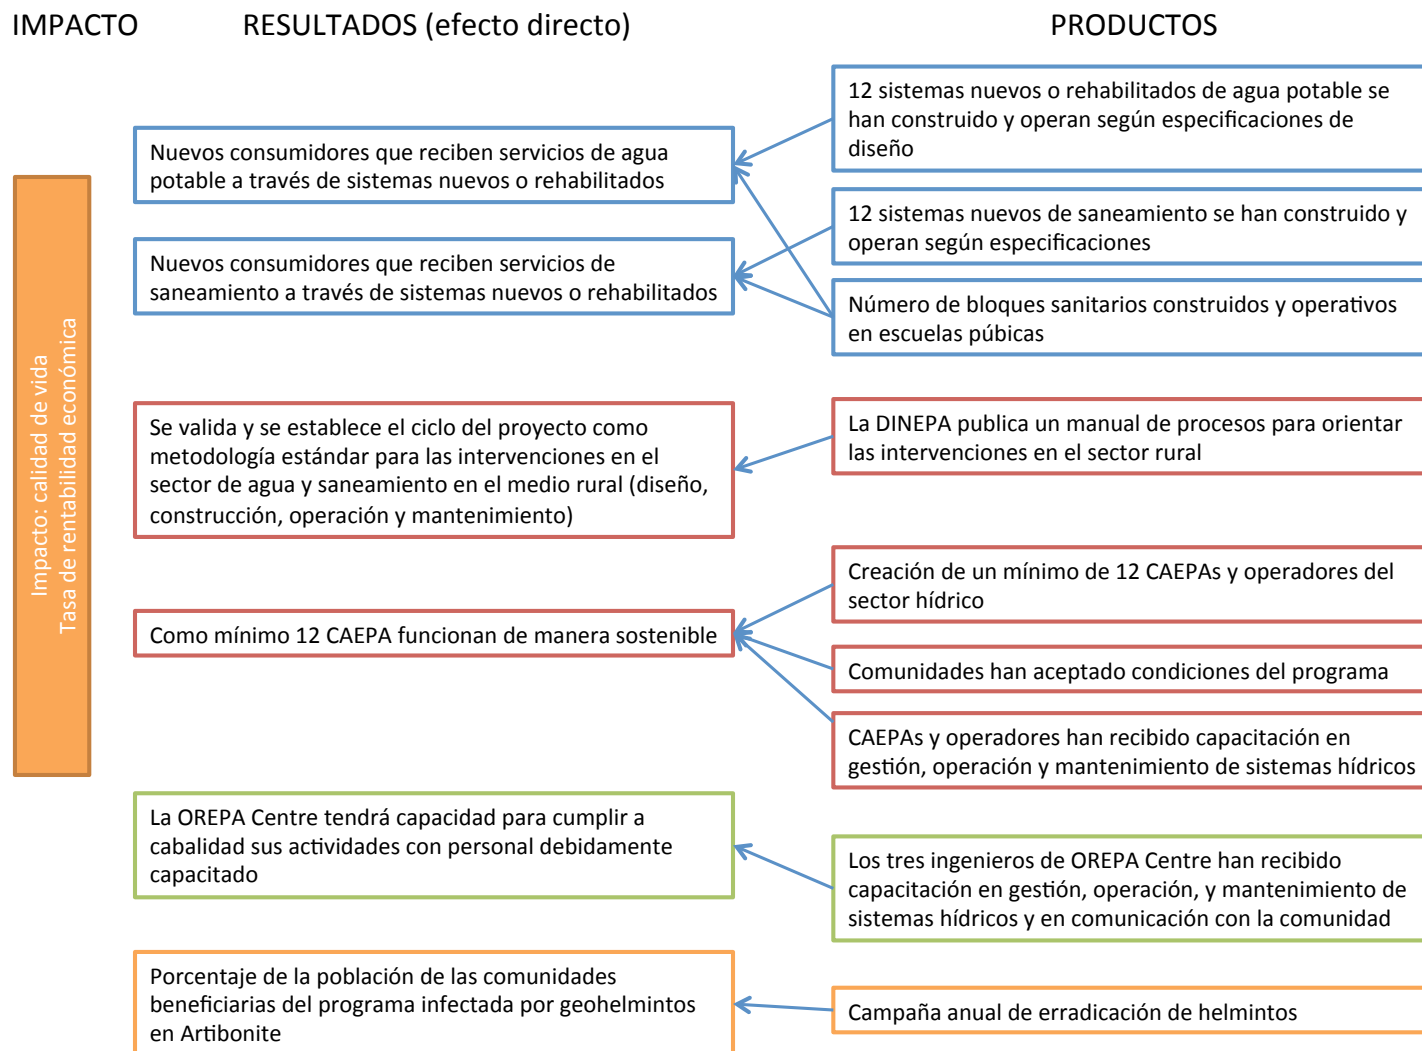 IMPACTO
RESULTADOS (efecto directo)
PRODUCTOS
Impacto: calidad de vida
Tasa de rentabilidad económica
Nuevos consumidores que reciben servicios de agua
potable a través de sistemas nuevos o rehabilitados
Nuevos consumidores que reciben servicios de
saneamiento a través de sistemas nuevos o rehabilitados
Se valida y se establece el ciclo del proyecto como
metodología estándar para las intervenciones en el
sector de agua y saneamiento en el medio rural (diseño,
construcción, operación y mantenimiento)
Como mínimo 12 CAEPA funcionan de manera sostenible
La OREPA Centre tendrá capacidad para cumplir a
cabalidad sus actividades con personal debidamente
capacitado
Porcentaje de la población de las comunidades
beneficiarias del programa infectada por geohelmintos
en Artibonite
12 sistemas nuevos o rehabilitados de agua potable se
han construido y operan según especificaciones de
diseño
12 sistemas nuevos de saneamiento se han construido y
operan según especificaciones
Número de bloques sanitarios construidos y operativos
en escuelas púbicas
La DINEPA publica un manual de procesos para orientar
las intervenciones en el sector rural
Creación de un mínimo de 12 CAEPAs y operadores del
sector hídrico
Comunidades han aceptado condiciones del programa
CAEPAs y operadores han recibido capacitación en
gestión, operación y mantenimiento de sistemas hídricos
Los tres ingenieros de OREPA Centre han recibido
capacitación en gestión, operación, y mantenimiento de
sistemas hídricos y en comunicación con la comunidad
Campaña anual de erradicación de helmintos